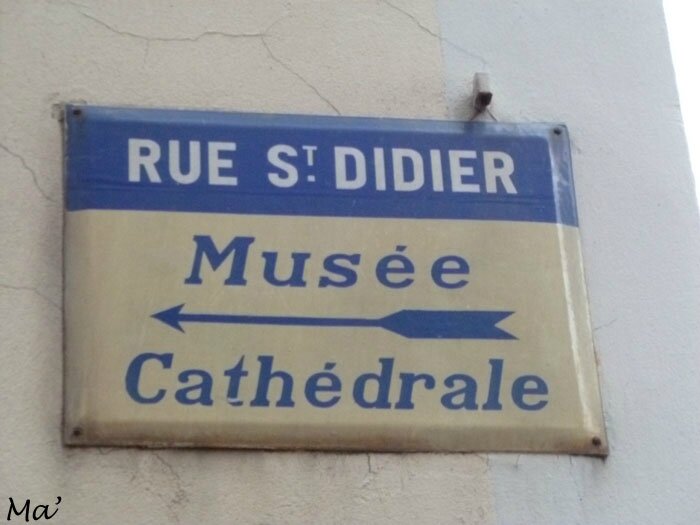 RUE ST. DIDIER
Musée
Cathédrale
Ma'